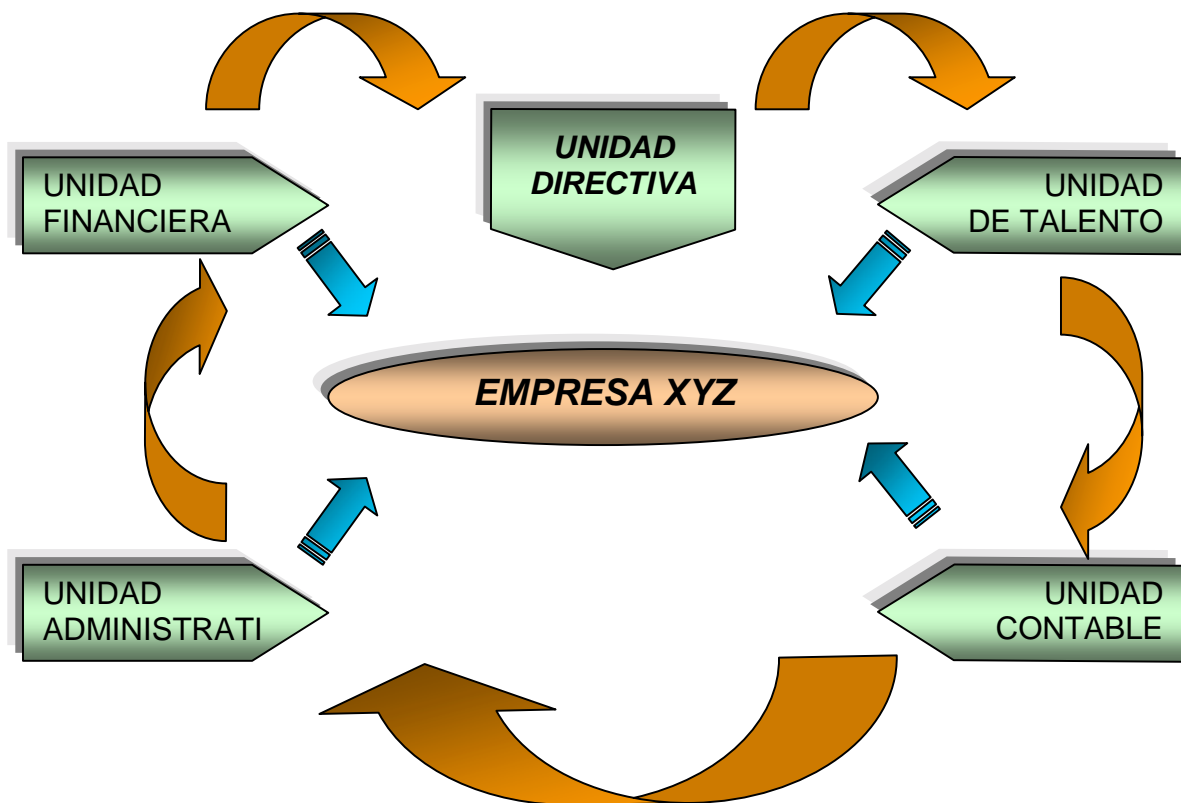 UNIDAD
DIRECTIVA
UNIDAD
FINANCIERA
UNIDAD
DE TALENTO
EMPRESA XYZ
UNIDAD
ADMINISTRATI
UNIDAD
CONTABLE